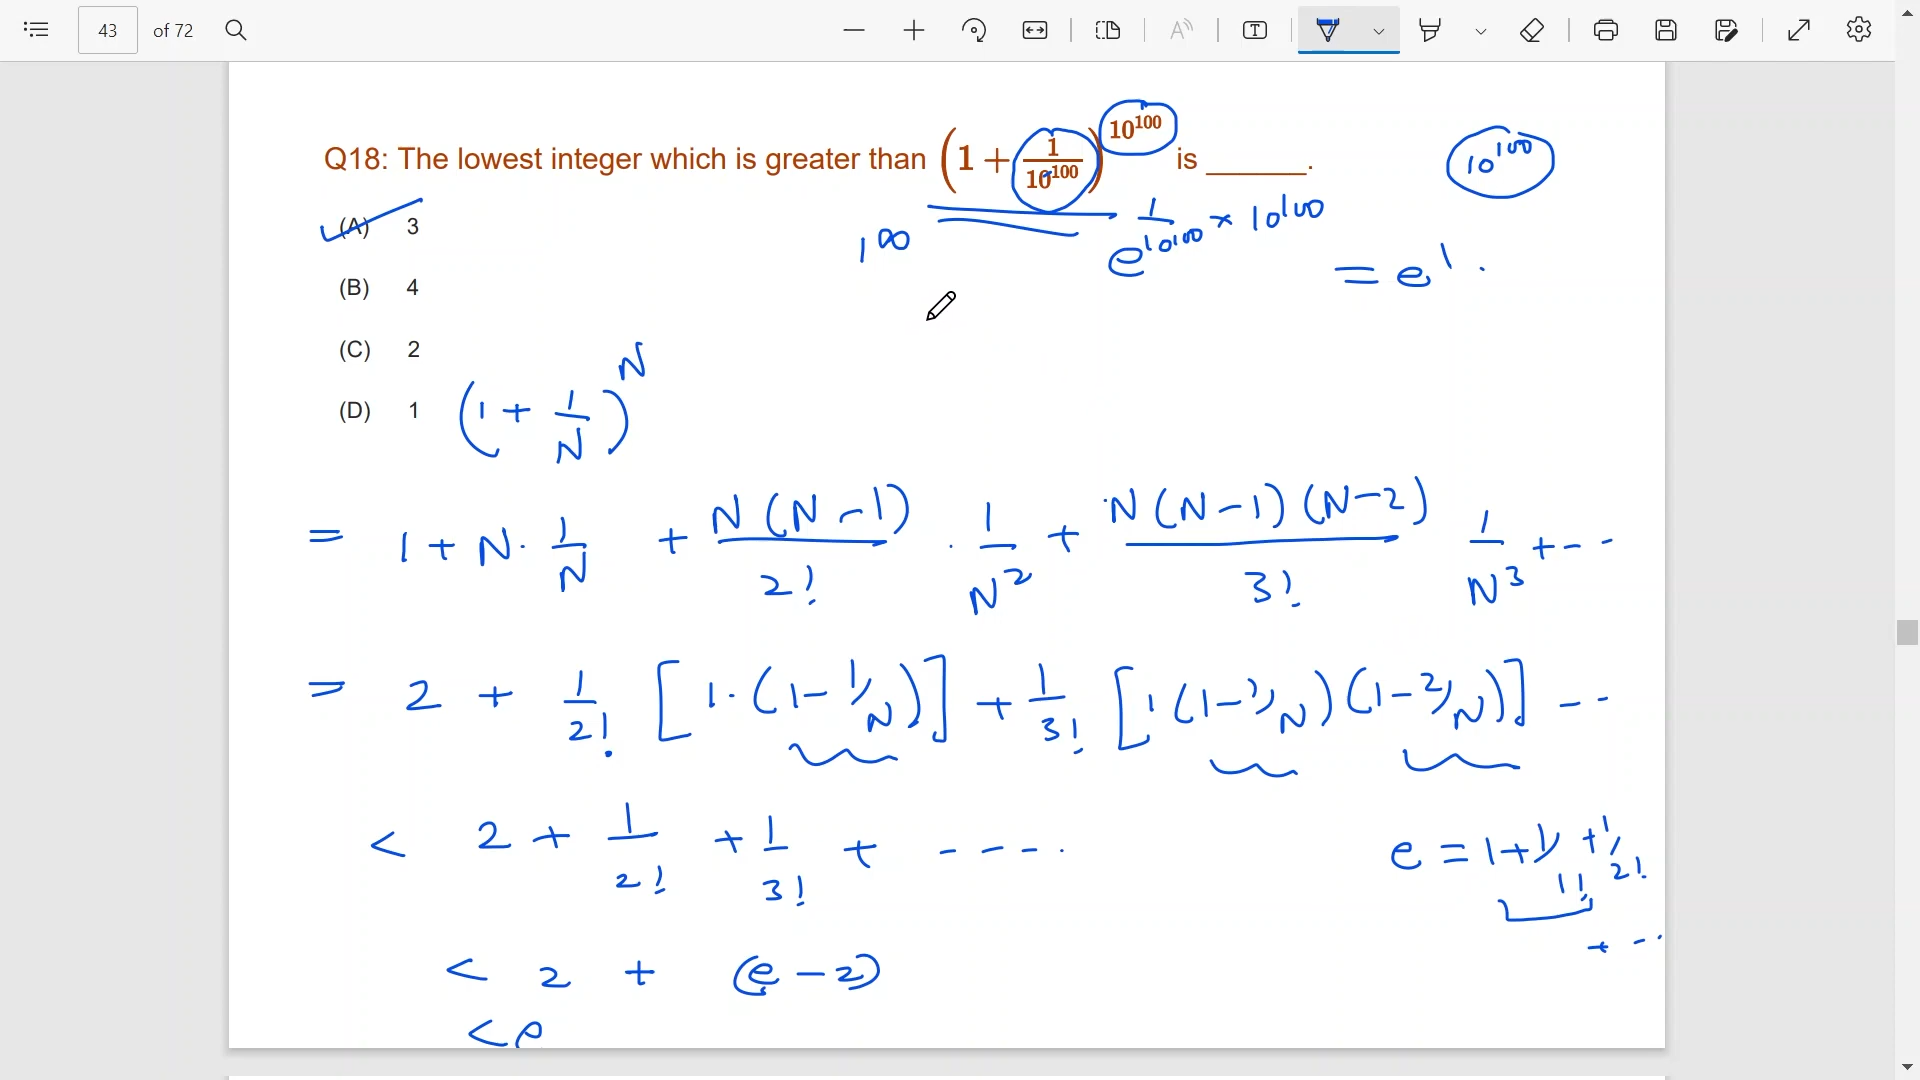 43 of 72
Q18: The lowest integer which is greater than (1 + 1/10^100)^10^100 is ______.
10^100
(A) 3
1^∞
e^(1/10^100 × 10^100)
= e^1.
(B) 4
(C) 2
(D) 1
(1 + 1/N)^N
= 1 + N · 1/N + N(N-1)/2! · 1/N^2 + N(N-1)(N-2)/3! 1/N^3 + - -
= 2 + 1/2! [1·(1-1/N)] + 1/3! [1(1-1/N)(1-2/N)] - -
< 2 + 1/2! + 1/3! + - - - -.
e = 1 + 1/1! + 1/2!
+ - ..
< 2 + (e-2)
< e